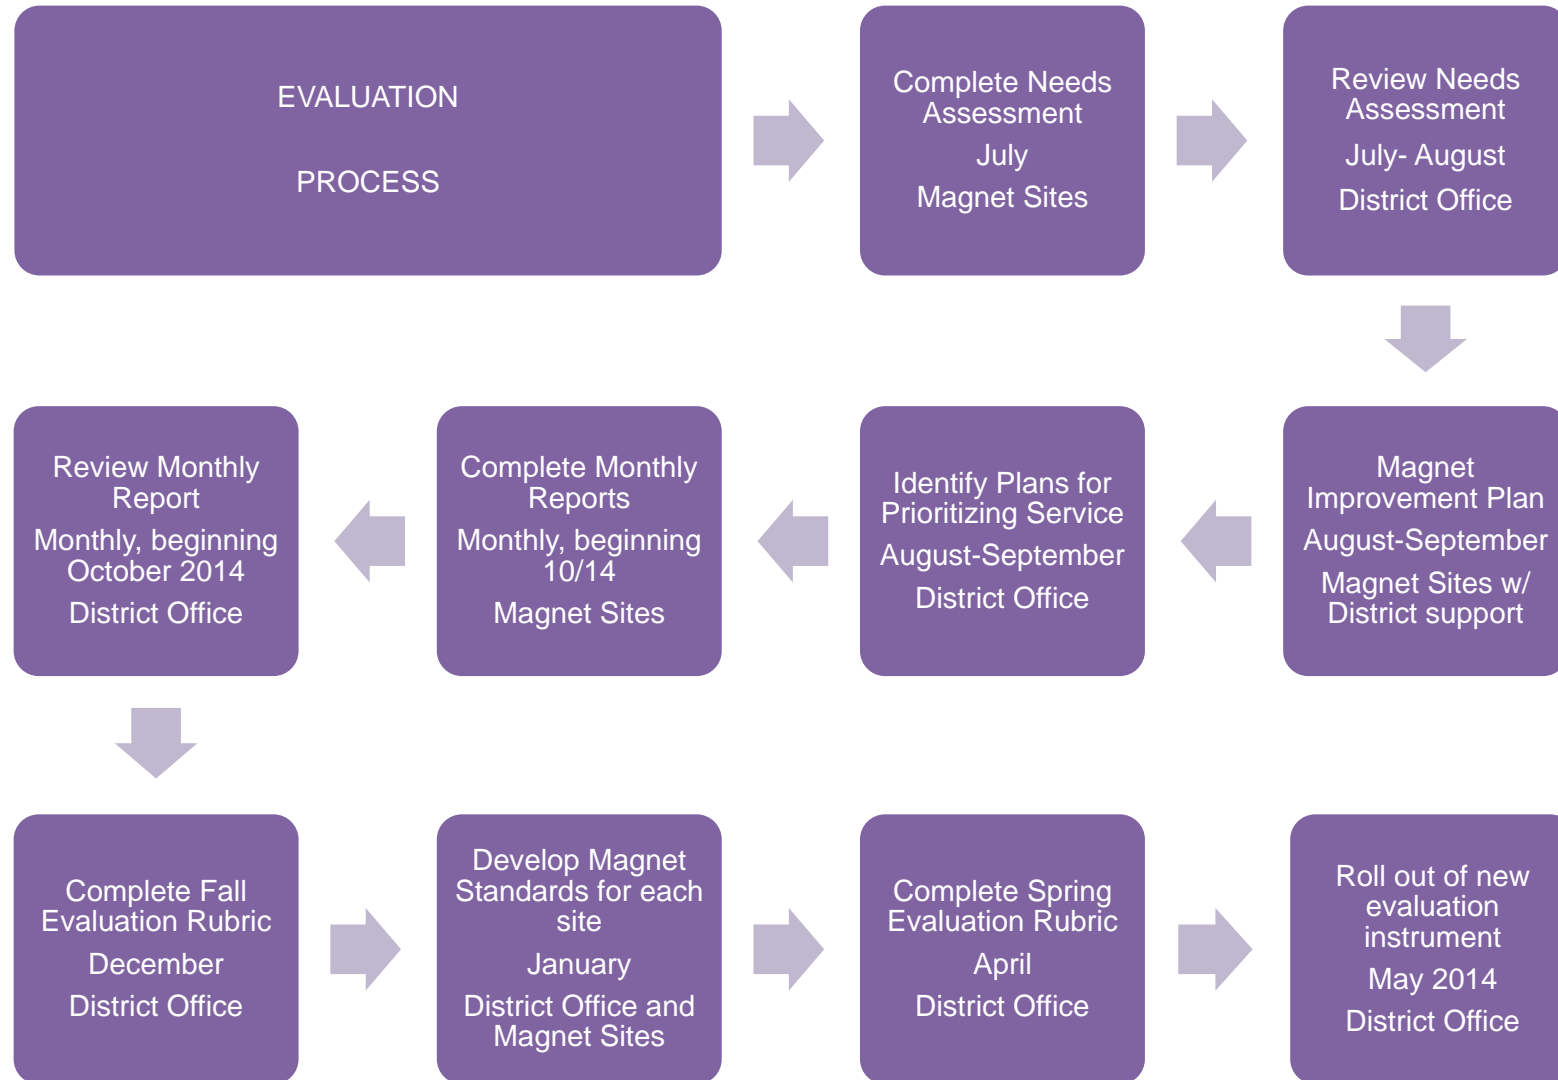 EVALUATION
PROCESS
Complete Needs
Assessment
July
Magnet Sites
Review Needs
Assessment
July- August
District Office
Magnet
Improvement Plan
August-September
Magnet Sites w/
District support
Identify Plans for
Prioritizing Service
August-September
District Office
Complete Monthly
Reports
Monthly, beginning
10/14
Magnet Sites
Review Monthly
Report
Monthly, beginning
October 2014
District Office
Complete Fall
Evaluation Rubric
December
District Office
Develop Magnet
Standards for each
site
January
District Office and
Magnet Sites
Complete Spring
Evaluation Rubric
April
District Office
Roll out of new
evaluation
instrument
May 2014
District Office